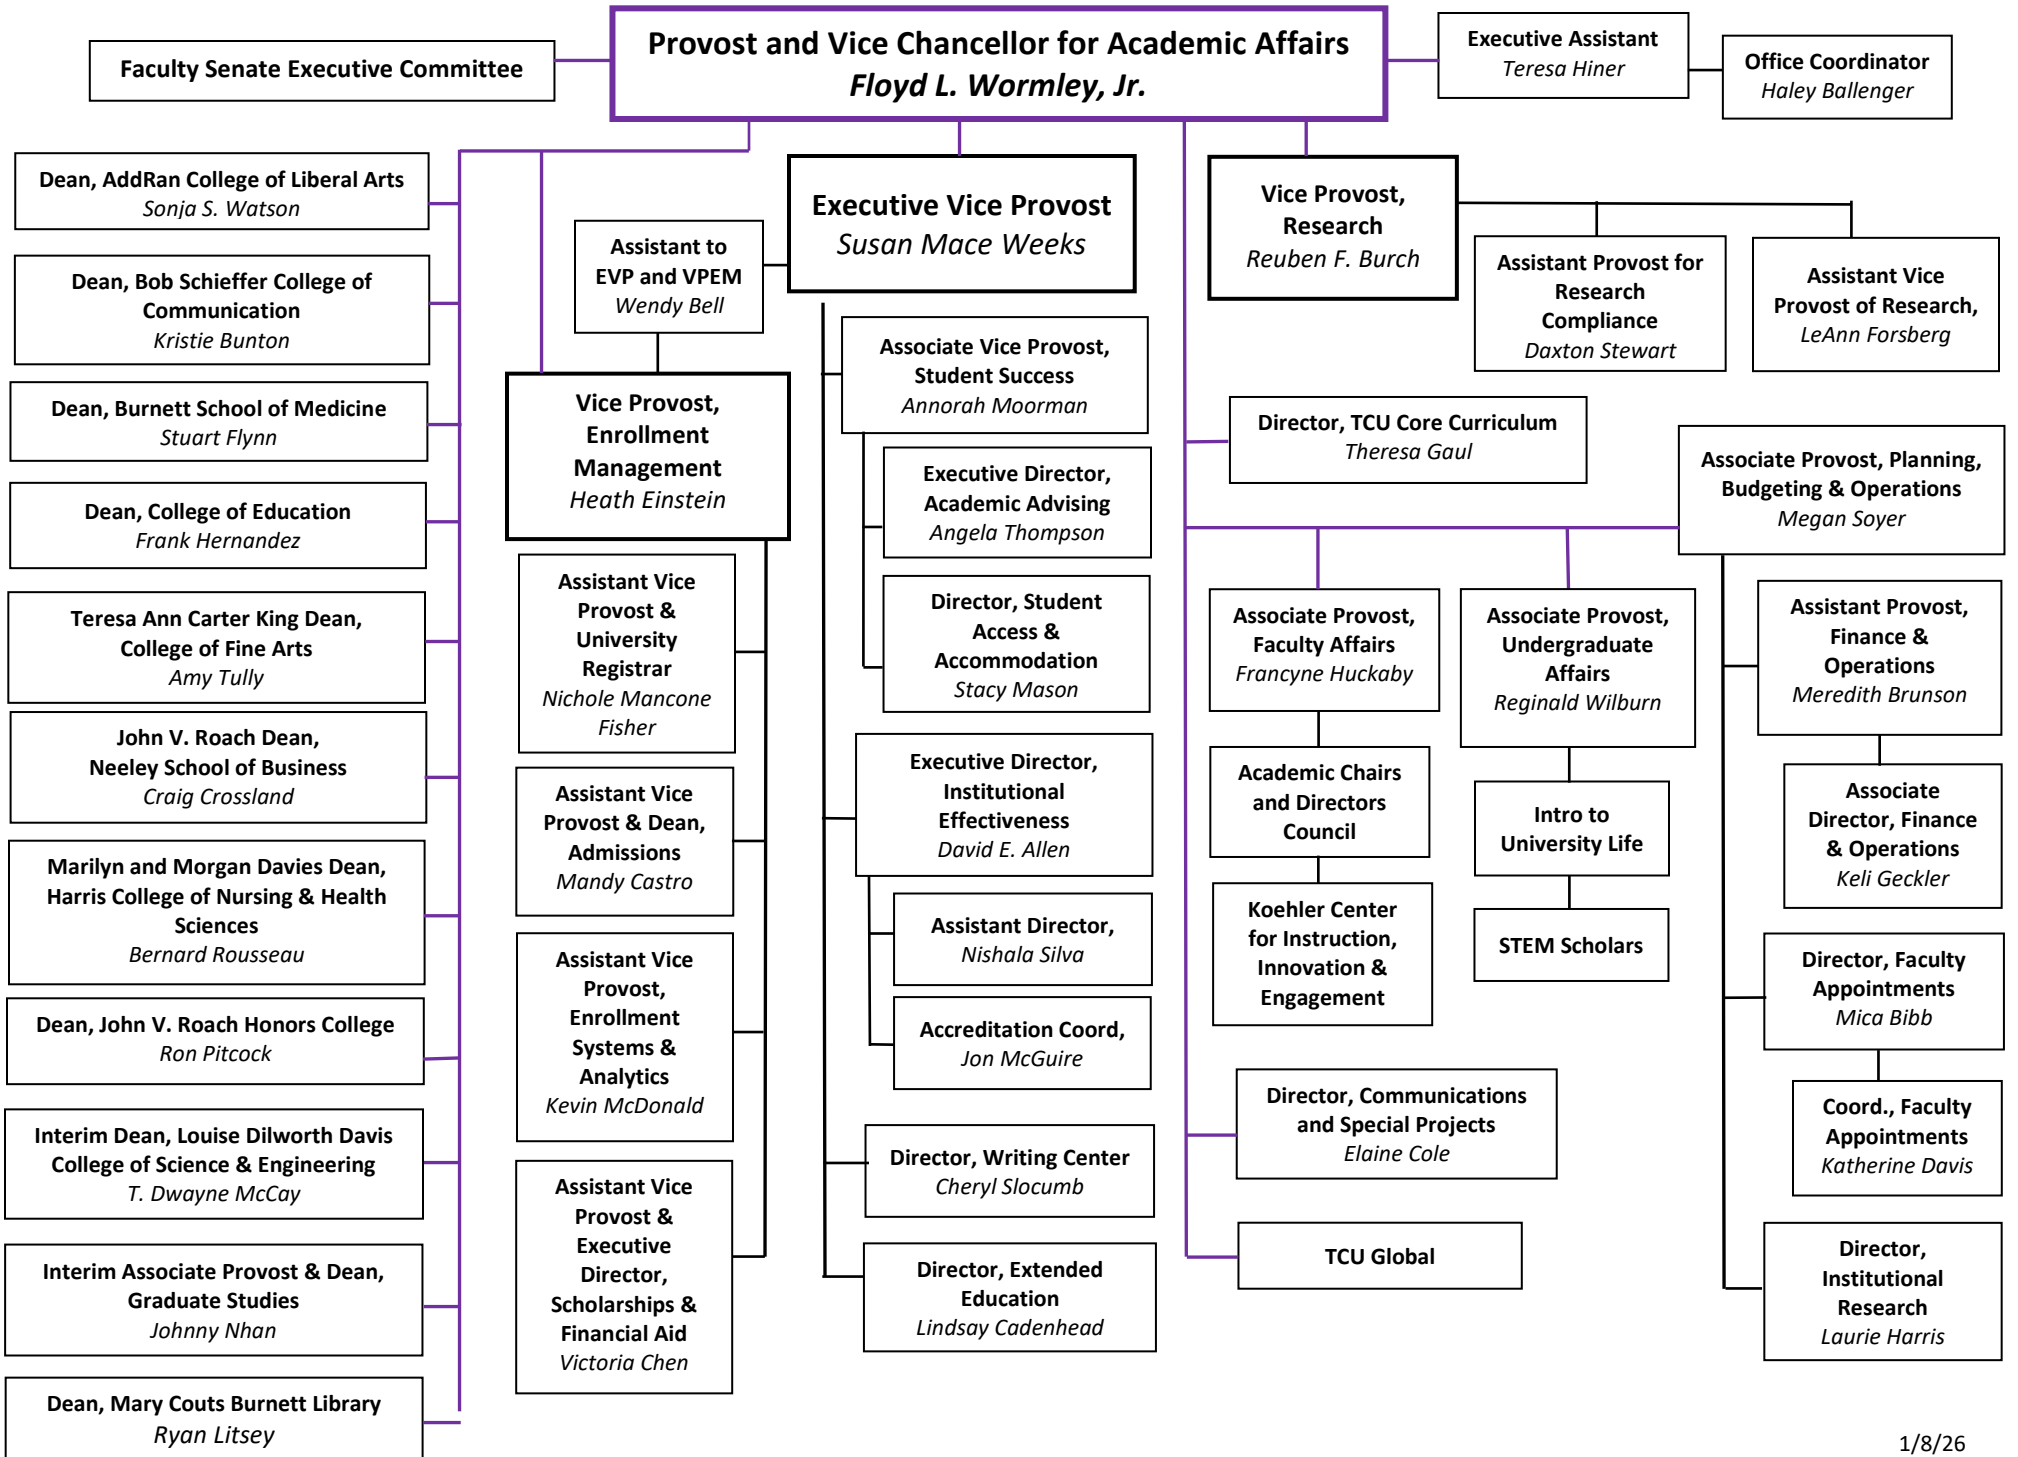 Provost and Vice Chancellor for Academic Affairs
Floyd L. Wormley, Jr.
Faculty Senate Executive Committee
Executive Assistant
Teresa Hiner
Office Coordinator
Haley Ballenger
Dean, AddRan College of Liberal Arts
Sonja S. Watson
Dean, Bob Schieffer College of
Communication
Kristie Bunton
Dean, Burnett School of Medicine
Stuart Flynn
Dean, College of Education
Frank Hernandez
Teresa Ann Carter King Dean,
College of Fine Arts
Amy Tully
John V. Roach Dean,
Neeley School of Business
Craig Crossland
Marilyn and Morgan Davies Dean,
Harris College of Nursing & Health
Sciences
Bernard Rousseau
Dean, John V. Roach Honors College
Ron Pitcock
Interim Dean, Louise Dilworth Davis
College of Science & Engineering
T. Dwayne McCay
Interim Associate Provost & Dean,
Graduate Studies
Johnny Nhan
Dean, Mary Couts Burnett Library
Ryan Litsey
Assistant to
EVP and VPEM
Wendy Bell
Vice Provost,
Enrollment
Management
Heath Einstein
Assistant Vice
Provost &
University
Registrar
Nichole Mancone
Fisher
Assistant Vice
Provost & Dean,
Admissions
Mandy Castro
Assistant Vice
Provost,
Enrollment
Systems &
Analytics
Kevin McDonald
Assistant Vice
Provost &
Executive
Director,
Scholarships &
Financial Aid
Victoria Chen
Executive Vice Provost
Susan Mace Weeks
Associate Vice Provost,
Student Success
Annorah Moorman
Executive Director,
Academic Advising
Angela Thompson
Director, Student
Access &
Accommodation
Stacy Mason
Executive Director,
Institutional
Effectiveness
David E. Allen
Assistant Director,
Nishala Silva
Accreditation Coord,
Jon McGuire
Director, Writing Center
Cheryl Slocumb
Director, Extended
Education
Lindsay Cadenhead
Vice Provost,
Research
Reuben F. Burch
Assistant Provost for
Research
Compliance
Daxton Stewart
Assistant Vice
Provost of Research,
LeAnn Forsberg
Director, TCU Core Curriculum
Theresa Gaul
Associate Provost, Planning,
Budgeting & Operations
Megan Soyer
Associate Provost,
Faculty Affairs
Francyne Huckaby
Academic Chairs
and Directors
Council
Koehler Center
for Instruction,
Innovation &
Engagement
Associate Provost,
Undergraduate
Affairs
Reginald Wilburn
Intro to
University Life
STEM Scholars
Assistant Provost,
Finance &
Operations
Meredith Brunson
Associate
Director, Finance
& Operations
Keli Geckler
Director, Faculty
Appointments
Mica Bibb
Coord., Faculty
Appointments
Katherine Davis
Director,
Institutional
Research
Laurie Harris
Director, Communications
and Special Projects
Elaine Cole
TCU Global
1/8/26